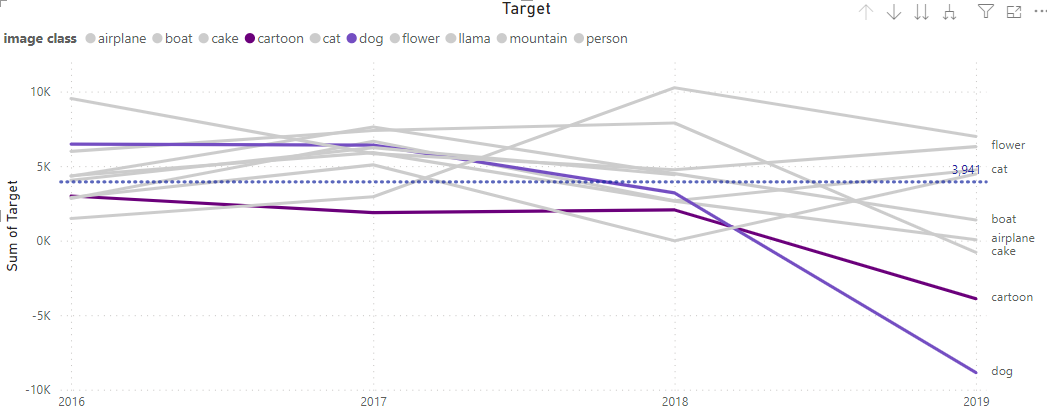 Target
image class airplane boat cake cartoon cat dog flower llama mountain person
10K
5K
0K
-5K
-10K
Sum of Target
2016 2017 2018 2019
flower
3,941
cat
boat
airplane
cake
cartoon
dog